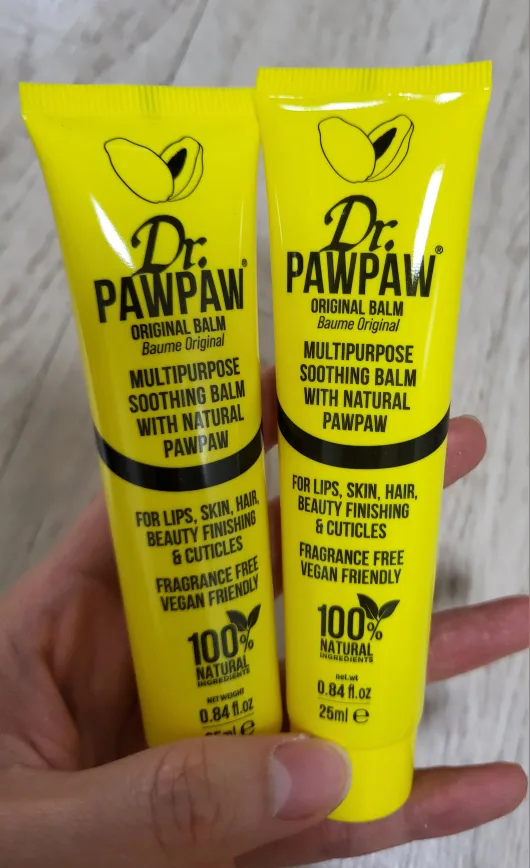 Dr.
PAWPAW®
ORIGINAL BALM
Baume Original
MULTIPURPOSE
SOOTHING BALM
WITH NATURAL
PAWPAW
FOR LIPS, SKIN, HAIR,
BEAUTY FINISHING
& CUTICLES
FRAGRANCE FREE
VEGAN FRIENDLY
100%
NATURAL
INGREDIENTS
NET WEIGHT
0.84 fl.oz
25ml e
Dr.
PAWPAW®
ORIGINAL BALM
Baume Original
MULTIPURPOSE
SOOTHING BALM
WITH NATURAL
PAWPAW
FOR LIPS, SKIN, HAIR,
BEAUTY FINISHING
& CUTICLES
FRAGRANCE FREE
VEGAN FRIENDLY
100%
NATURAL
INGREDIENTS
net.wt
0.84 fl.oz
25ml e